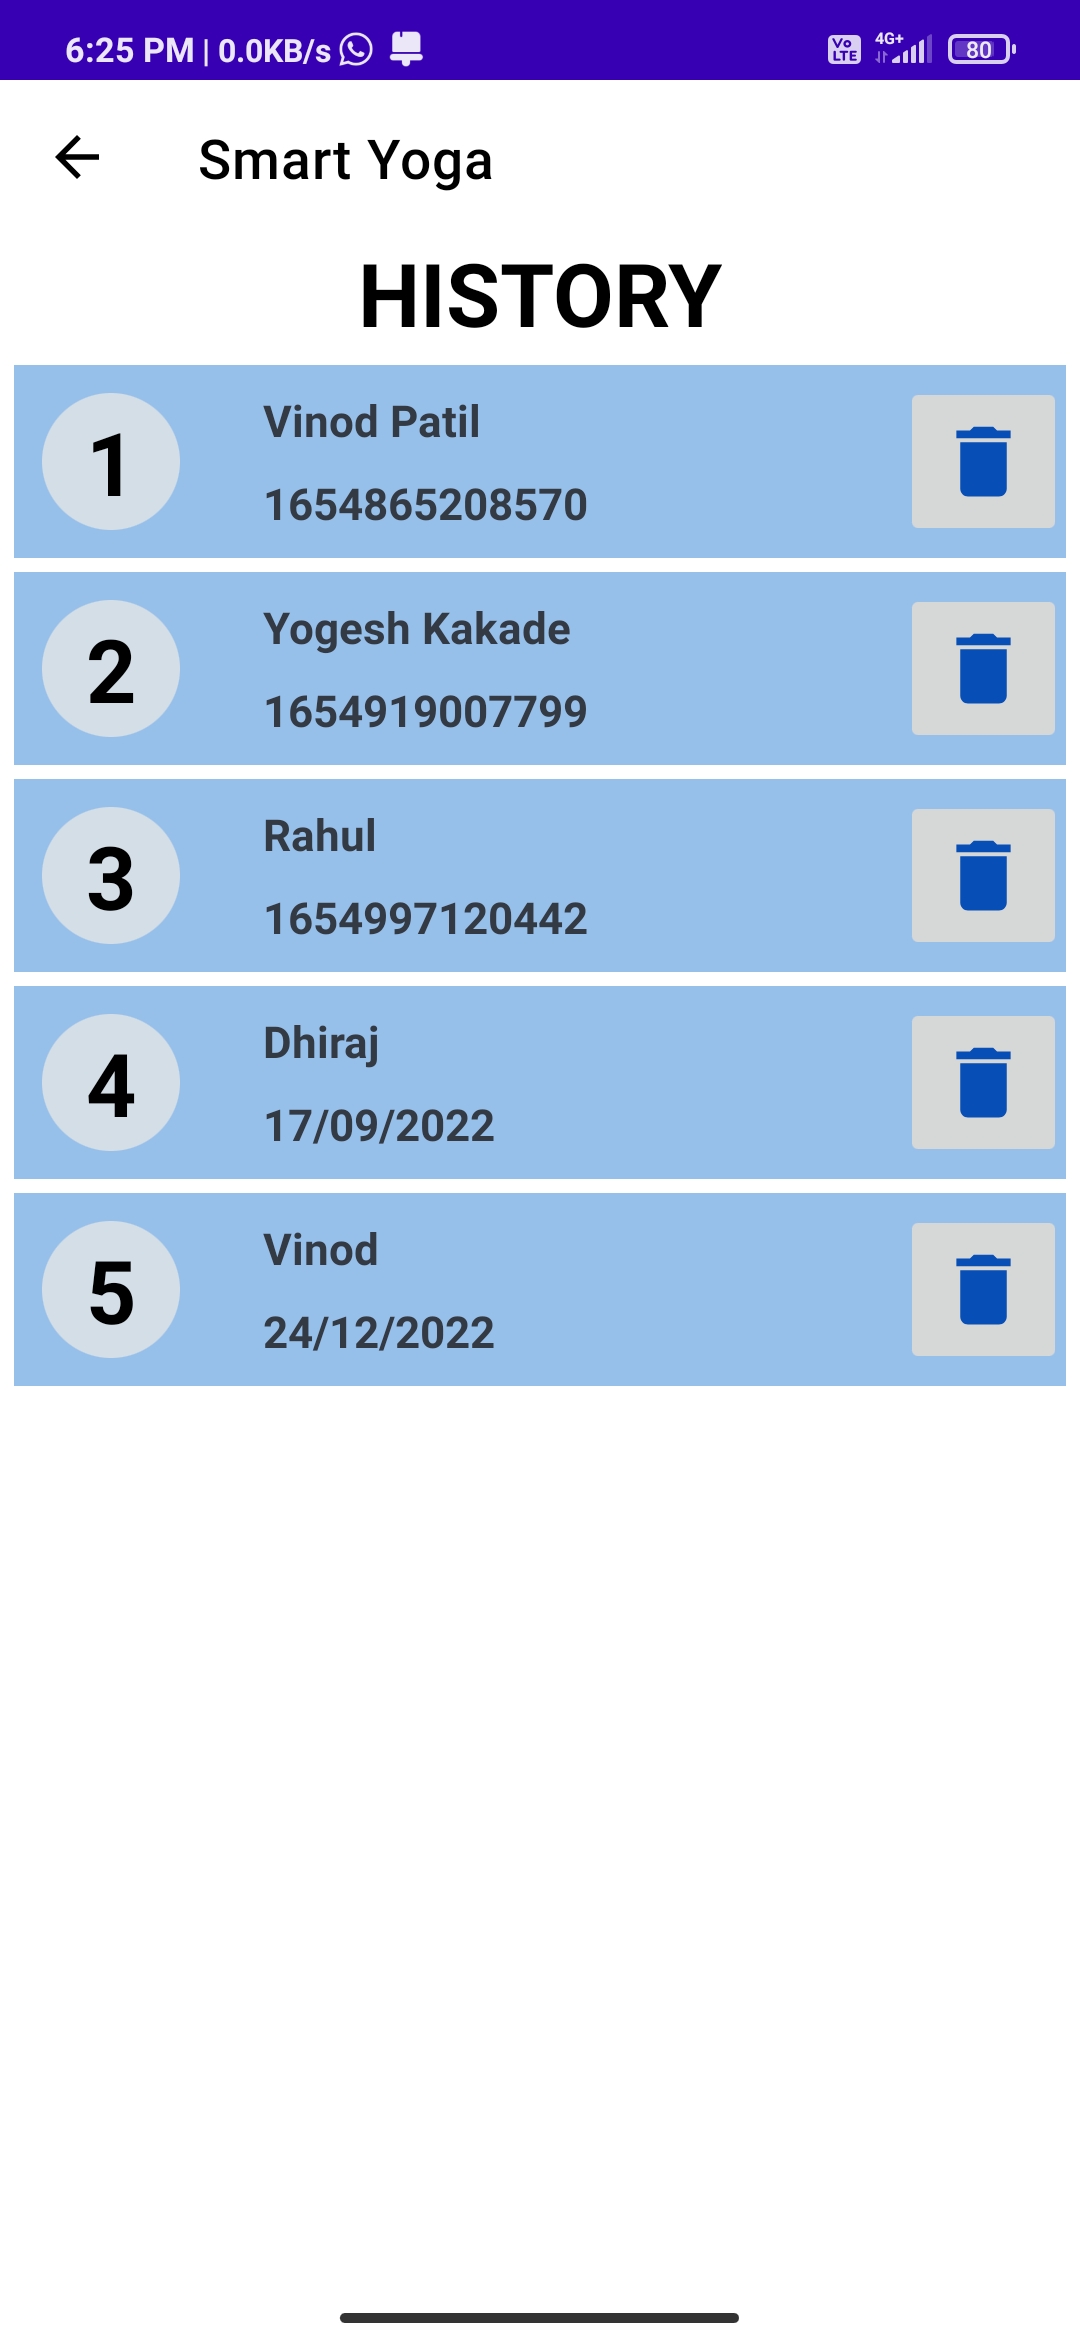 6:25 PM | 0.0KB/s Vo LTE 4G+ 80
Smart Yoga
HISTORY
1
Vinod Patil
1654865208570
2
Yogesh Kakade
1654919007799
3
Rahul
1654997120442
4
Dhiraj
17/09/2022
5
Vinod
24/12/2022